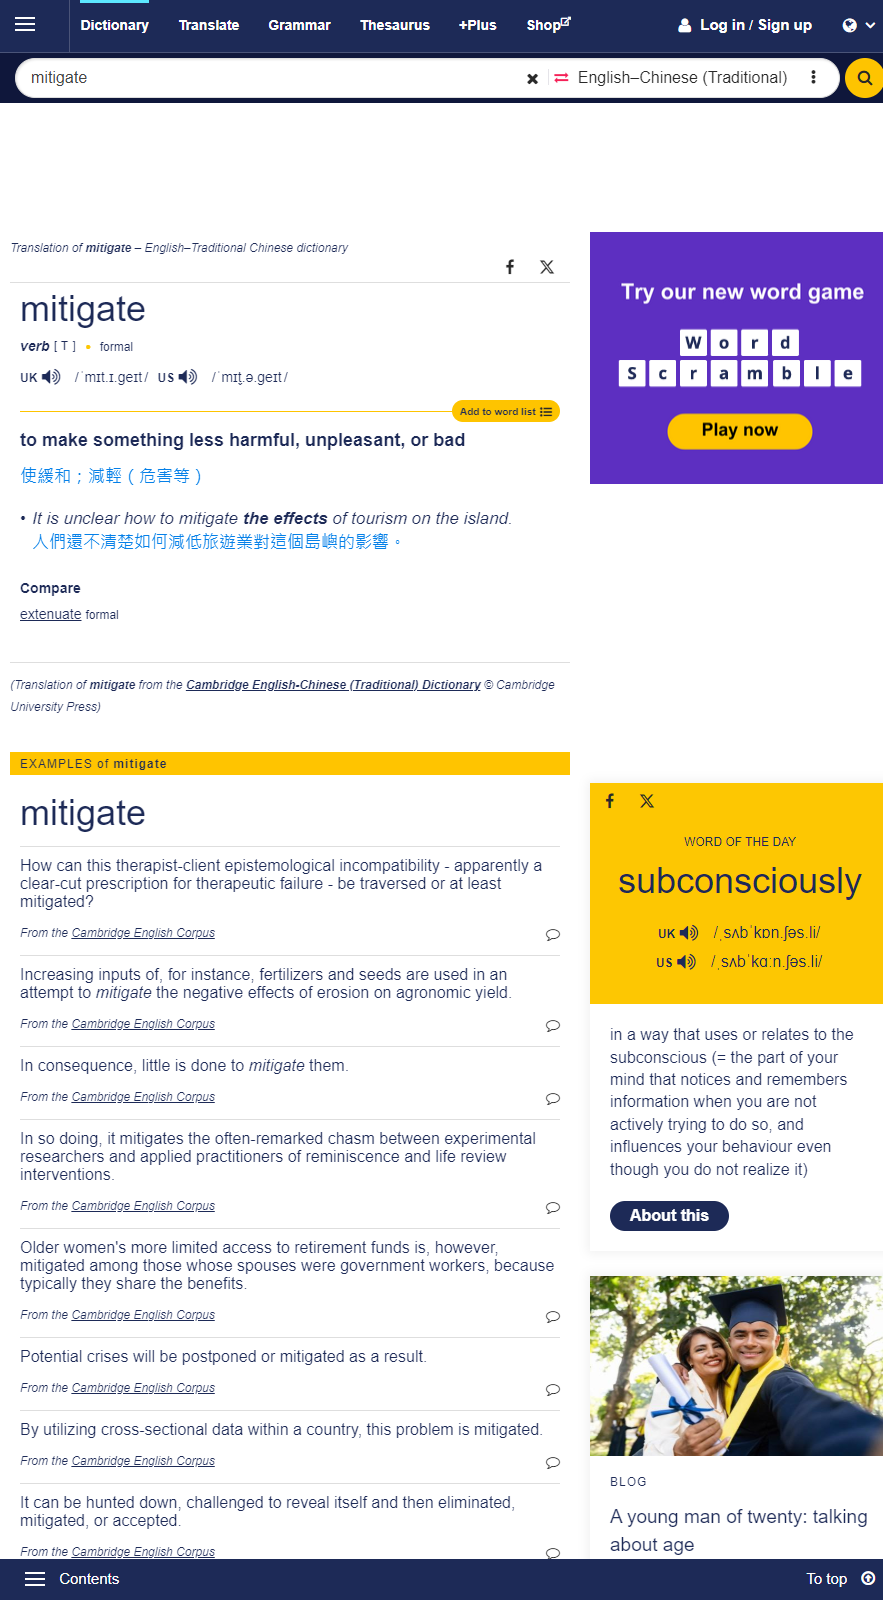 Dictionary Translate Grammar Thesaurus +Plus Shop Log in / Sign up
mitigate English–Chinese (Traditional)
Translation of mitigate – English–Traditional Chinese dictionary
mitigate
verb [ T ] • formal
UK /ˈmɪt.ɪ.ɡeɪt/ US /ˈmɪt̬.ə.ɡeɪt/
Add to word list
to make something less harmful, unpleasant, or bad
使緩和；減輕（危害等）
• It is unclear how to mitigate the effects of tourism on the island.
人們還不清楚如何減低旅遊業對這個島嶼的影響。
Compare
extenuate formal
(Translation of mitigate from the Cambridge English-Chinese (Traditional) Dictionary © Cambridge
University Press)
EXAMPLES of mitigate
mitigate
How can this therapist-client epistemological incompatibility - apparently a
clear-cut prescription for therapeutic failure - be traversed or at least
mitigated?
From the Cambridge English Corpus
Increasing inputs of, for instance, fertilizers and seeds are used in an
attempt to mitigate the negative effects of erosion on agronomic yield.
From the Cambridge English Corpus
In consequence, little is done to mitigate them.
From the Cambridge English Corpus
In so doing, it mitigates the often-remarked chasm between experimental
researchers and applied practitioners of reminiscence and life review
interventions.
From the Cambridge English Corpus
Older women's more limited access to retirement funds is, however,
mitigated among those whose spouses were government workers, because
typically they share the benefits.
From the Cambridge English Corpus
Potential crises will be postponed or mitigated as a result.
From the Cambridge English Corpus
By utilizing cross-sectional data within a country, this problem is mitigated.
From the Cambridge English Corpus
It can be hunted down, challenged to reveal itself and then eliminated,
mitigated, or accepted.
From the Cambridge English Corpus
Try our new word game
Word
Scramble
Play now
WORD OF THE DAY
subconsciously
UK /ˌsʌbˈkɒn.ʃəs.li/
US /ˌsʌbˈkɑːn.ʃəs.li/
in a way that uses or relates to the
subconscious (= the part of your
mind that notices and remembers
information when you are not
actively trying to do so, and
influences your behaviour even
though you do not realize it)
About this
BLOG
A young man of twenty: talking
about age
Contents To top